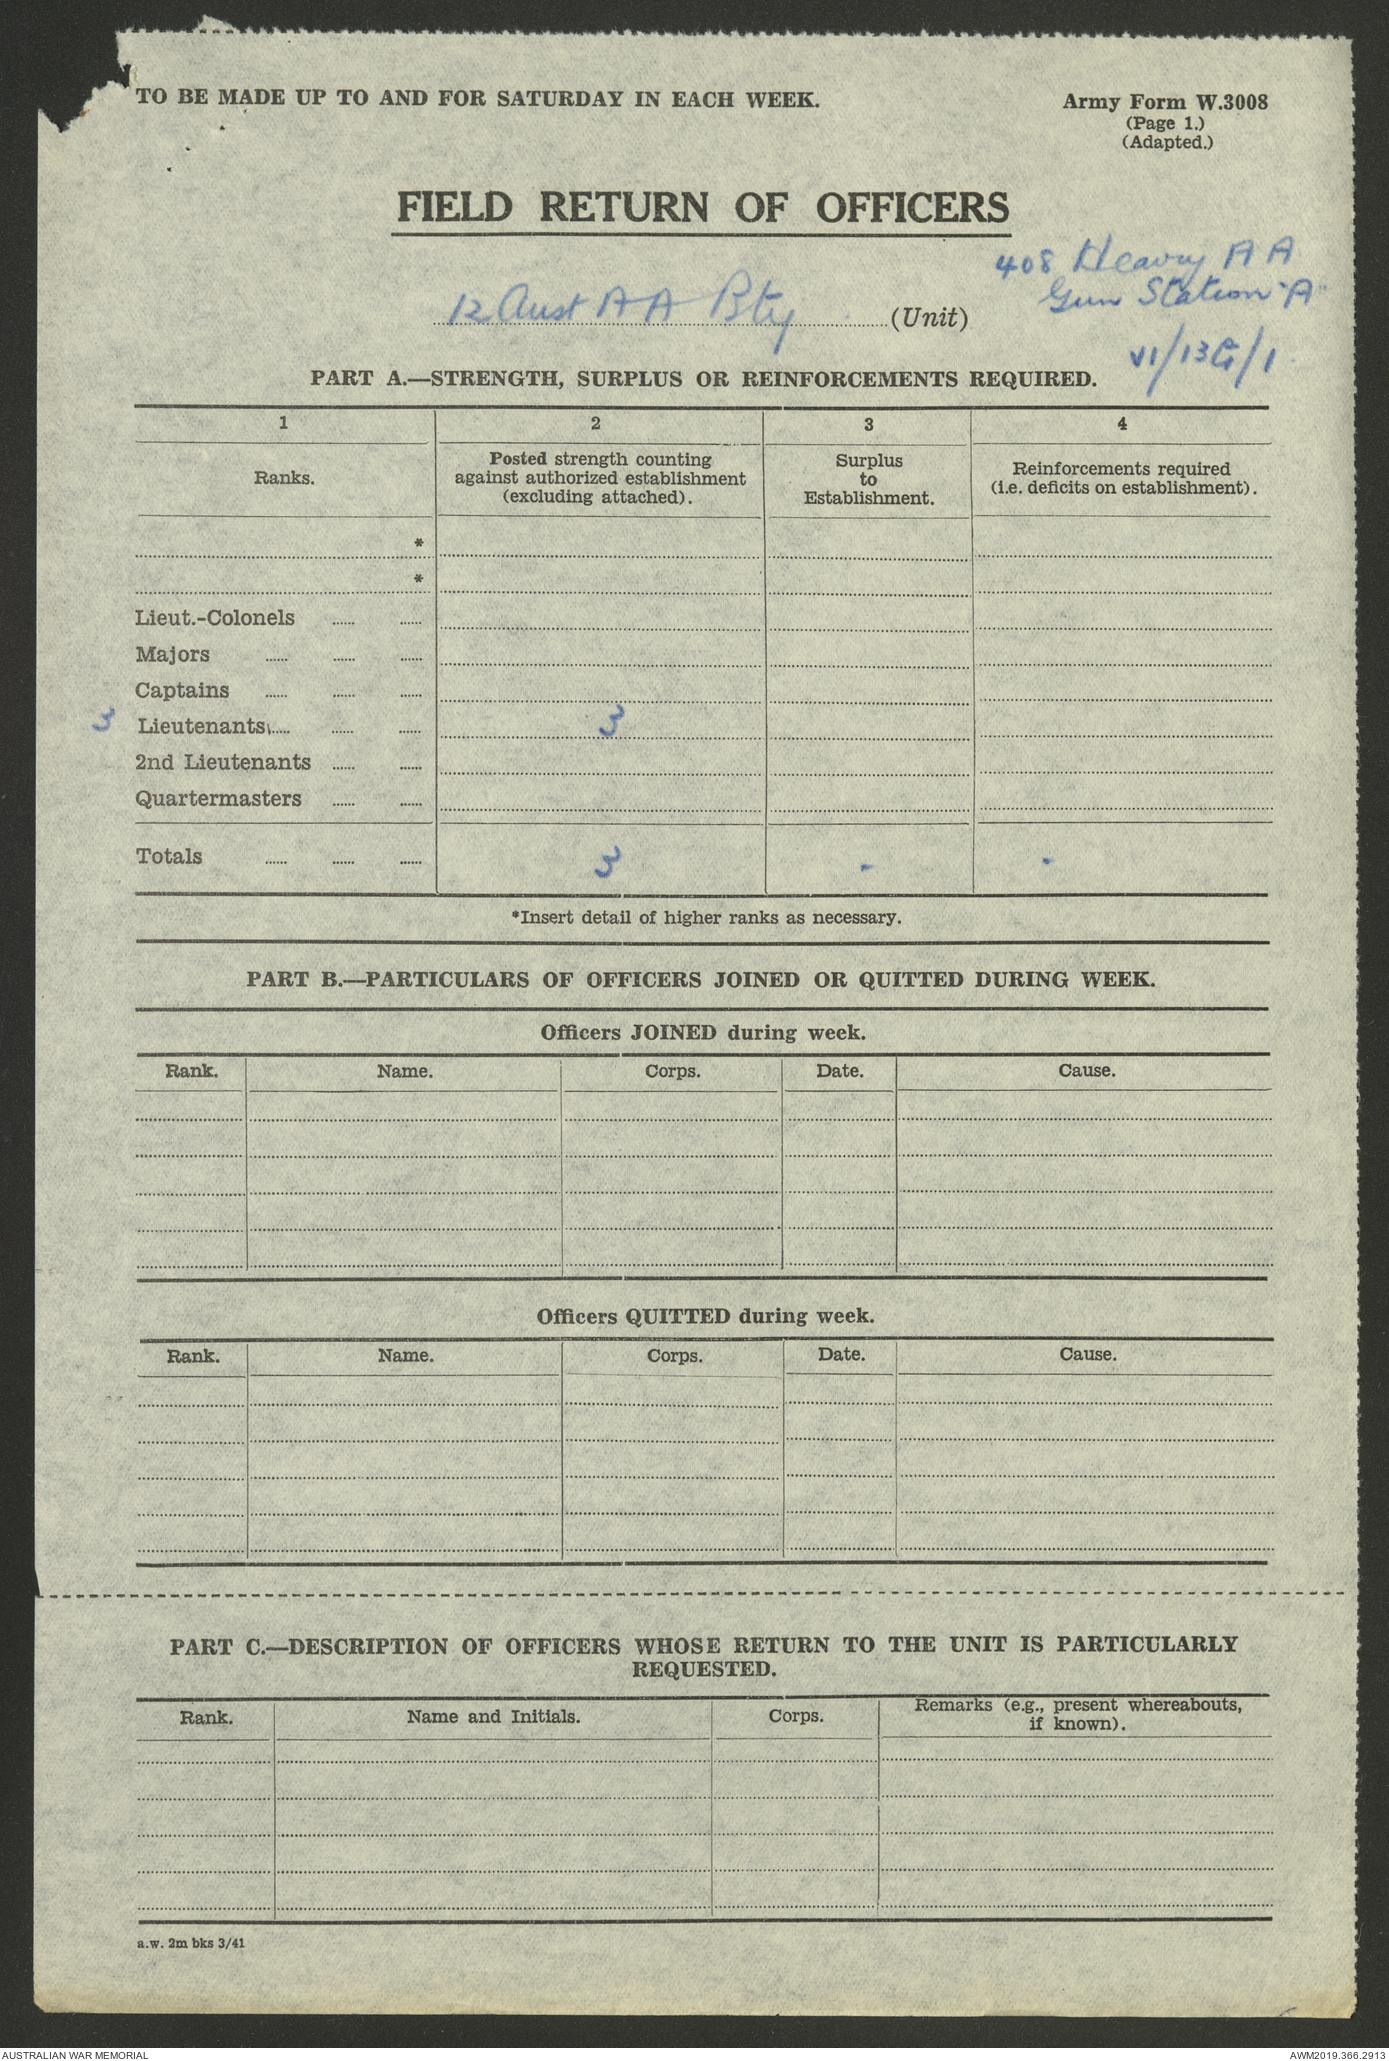 TO BE MADE UP TO AND FOR SATURDAY IN EACH WEEK.
Army Form W.3008
(Page 1.)
(Adapted.)
FIELD RETURN OF OFFICERS
408 Heavy A A
Gun Station "A"
12 Aust A A Bty (Unit)
VI/13G/1
PART A.—STRENGTH, SURPLUS OR REINFORCEMENTS REQUIRED.
1 2 3 4
Ranks.
Posted strength counting
against authorized establishment
(excluding attached).
Surplus
to
Establishment.
Reinforcements required
(i.e. deficits on establishment).
*
*
Lieut.-Colonels ...... ......
Majors ...... ...... ......
Captains ...... ...... ......
3 Lieutenants ...... ...... ...... 3
2nd Lieutenants ...... ......
Quartermasters ...... ......
Totals ...... ...... ...... 3 - -
*Insert detail of higher ranks as necessary.
PART B.—PARTICULARS OF OFFICERS JOINED OR QUITTED DURING WEEK.
Officers JOINED during week.
Rank. Name. Corps. Date. Cause.
Officers QUITTED during week.
Rank. Name. Corps. Date. Cause.
PART C.—DESCRIPTION OF OFFICERS WHOSE RETURN TO THE UNIT IS PARTICULARLY
REQUESTED.
Rank. Name and Initials. Corps. Remarks (e.g., present whereabouts,
if known).
a.w. 2m bks 3/41
AUSTRALIAN WAR MEMORIAL
AWM2019.366.2913